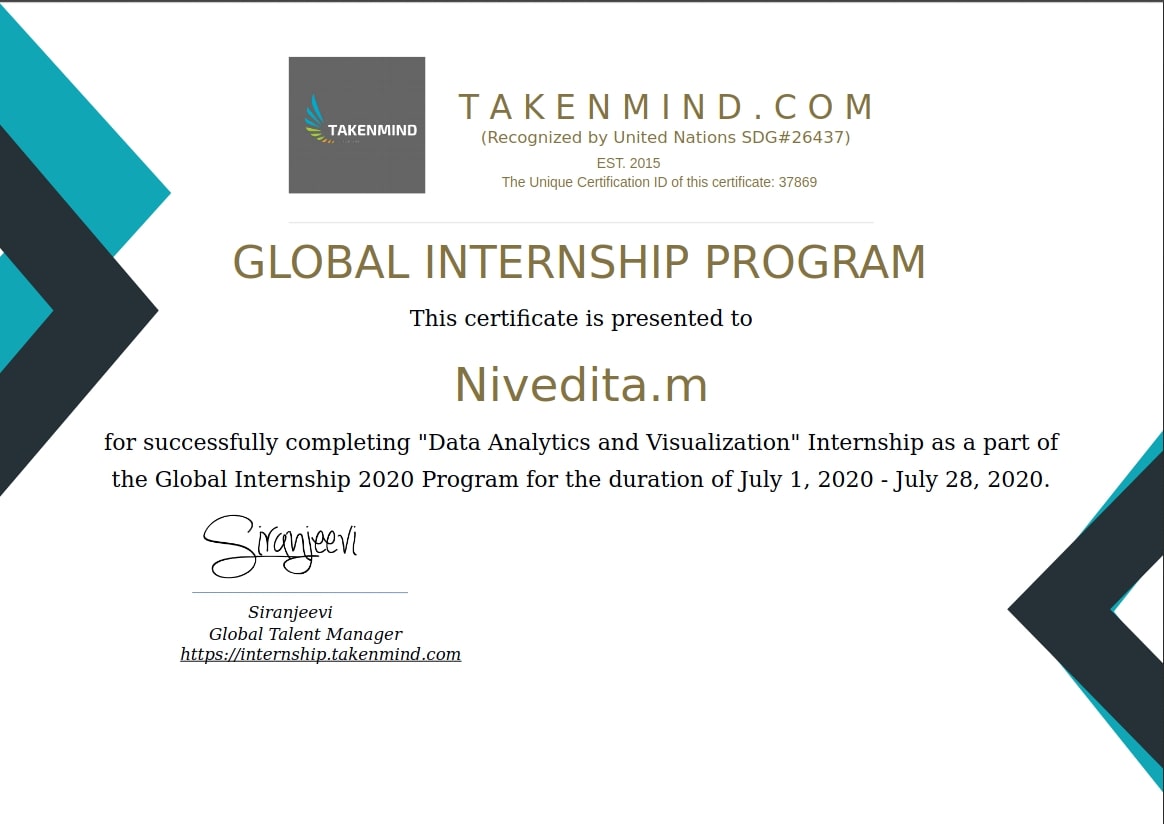 TAKENMIND
TAKENMIND.COM
(Recognized by United Nations SDG#26437)
EST. 2015
The Unique Certification ID of this certificate: 37869
GLOBAL INTERNSHIP PROGRAM
This certificate is presented to
Nivedita.m
for successfully completing "Data Analytics and Visualization" Internship as a part of
the Global Internship 2020 Program for the duration of July 1, 2020 - July 28, 2020.
Siranjeevi
Siranjeevi
Global Talent Manager
https://internship.takenmind.com